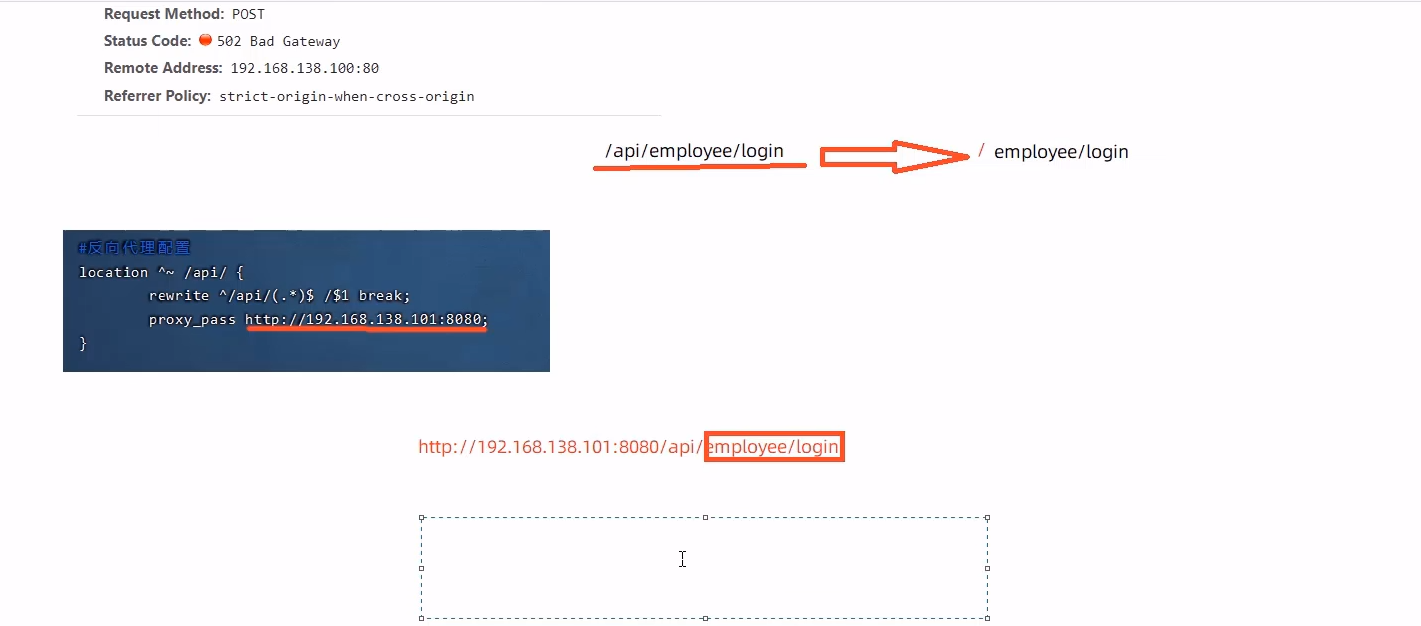 Request Method: POST
Status Code: 502 Bad Gateway
Remote Address: 192.168.138.100:80
Referrer Policy: strict-origin-when-cross-origin
/api/employee/login / employee/login
#反向代理配置
location ^~ /api/ {
rewrite ^/api/(.*)$ /$1 break;
proxy_pass http://192.168.138.101:8080;
}
http://192.168.138.101:8080/api/employee/login